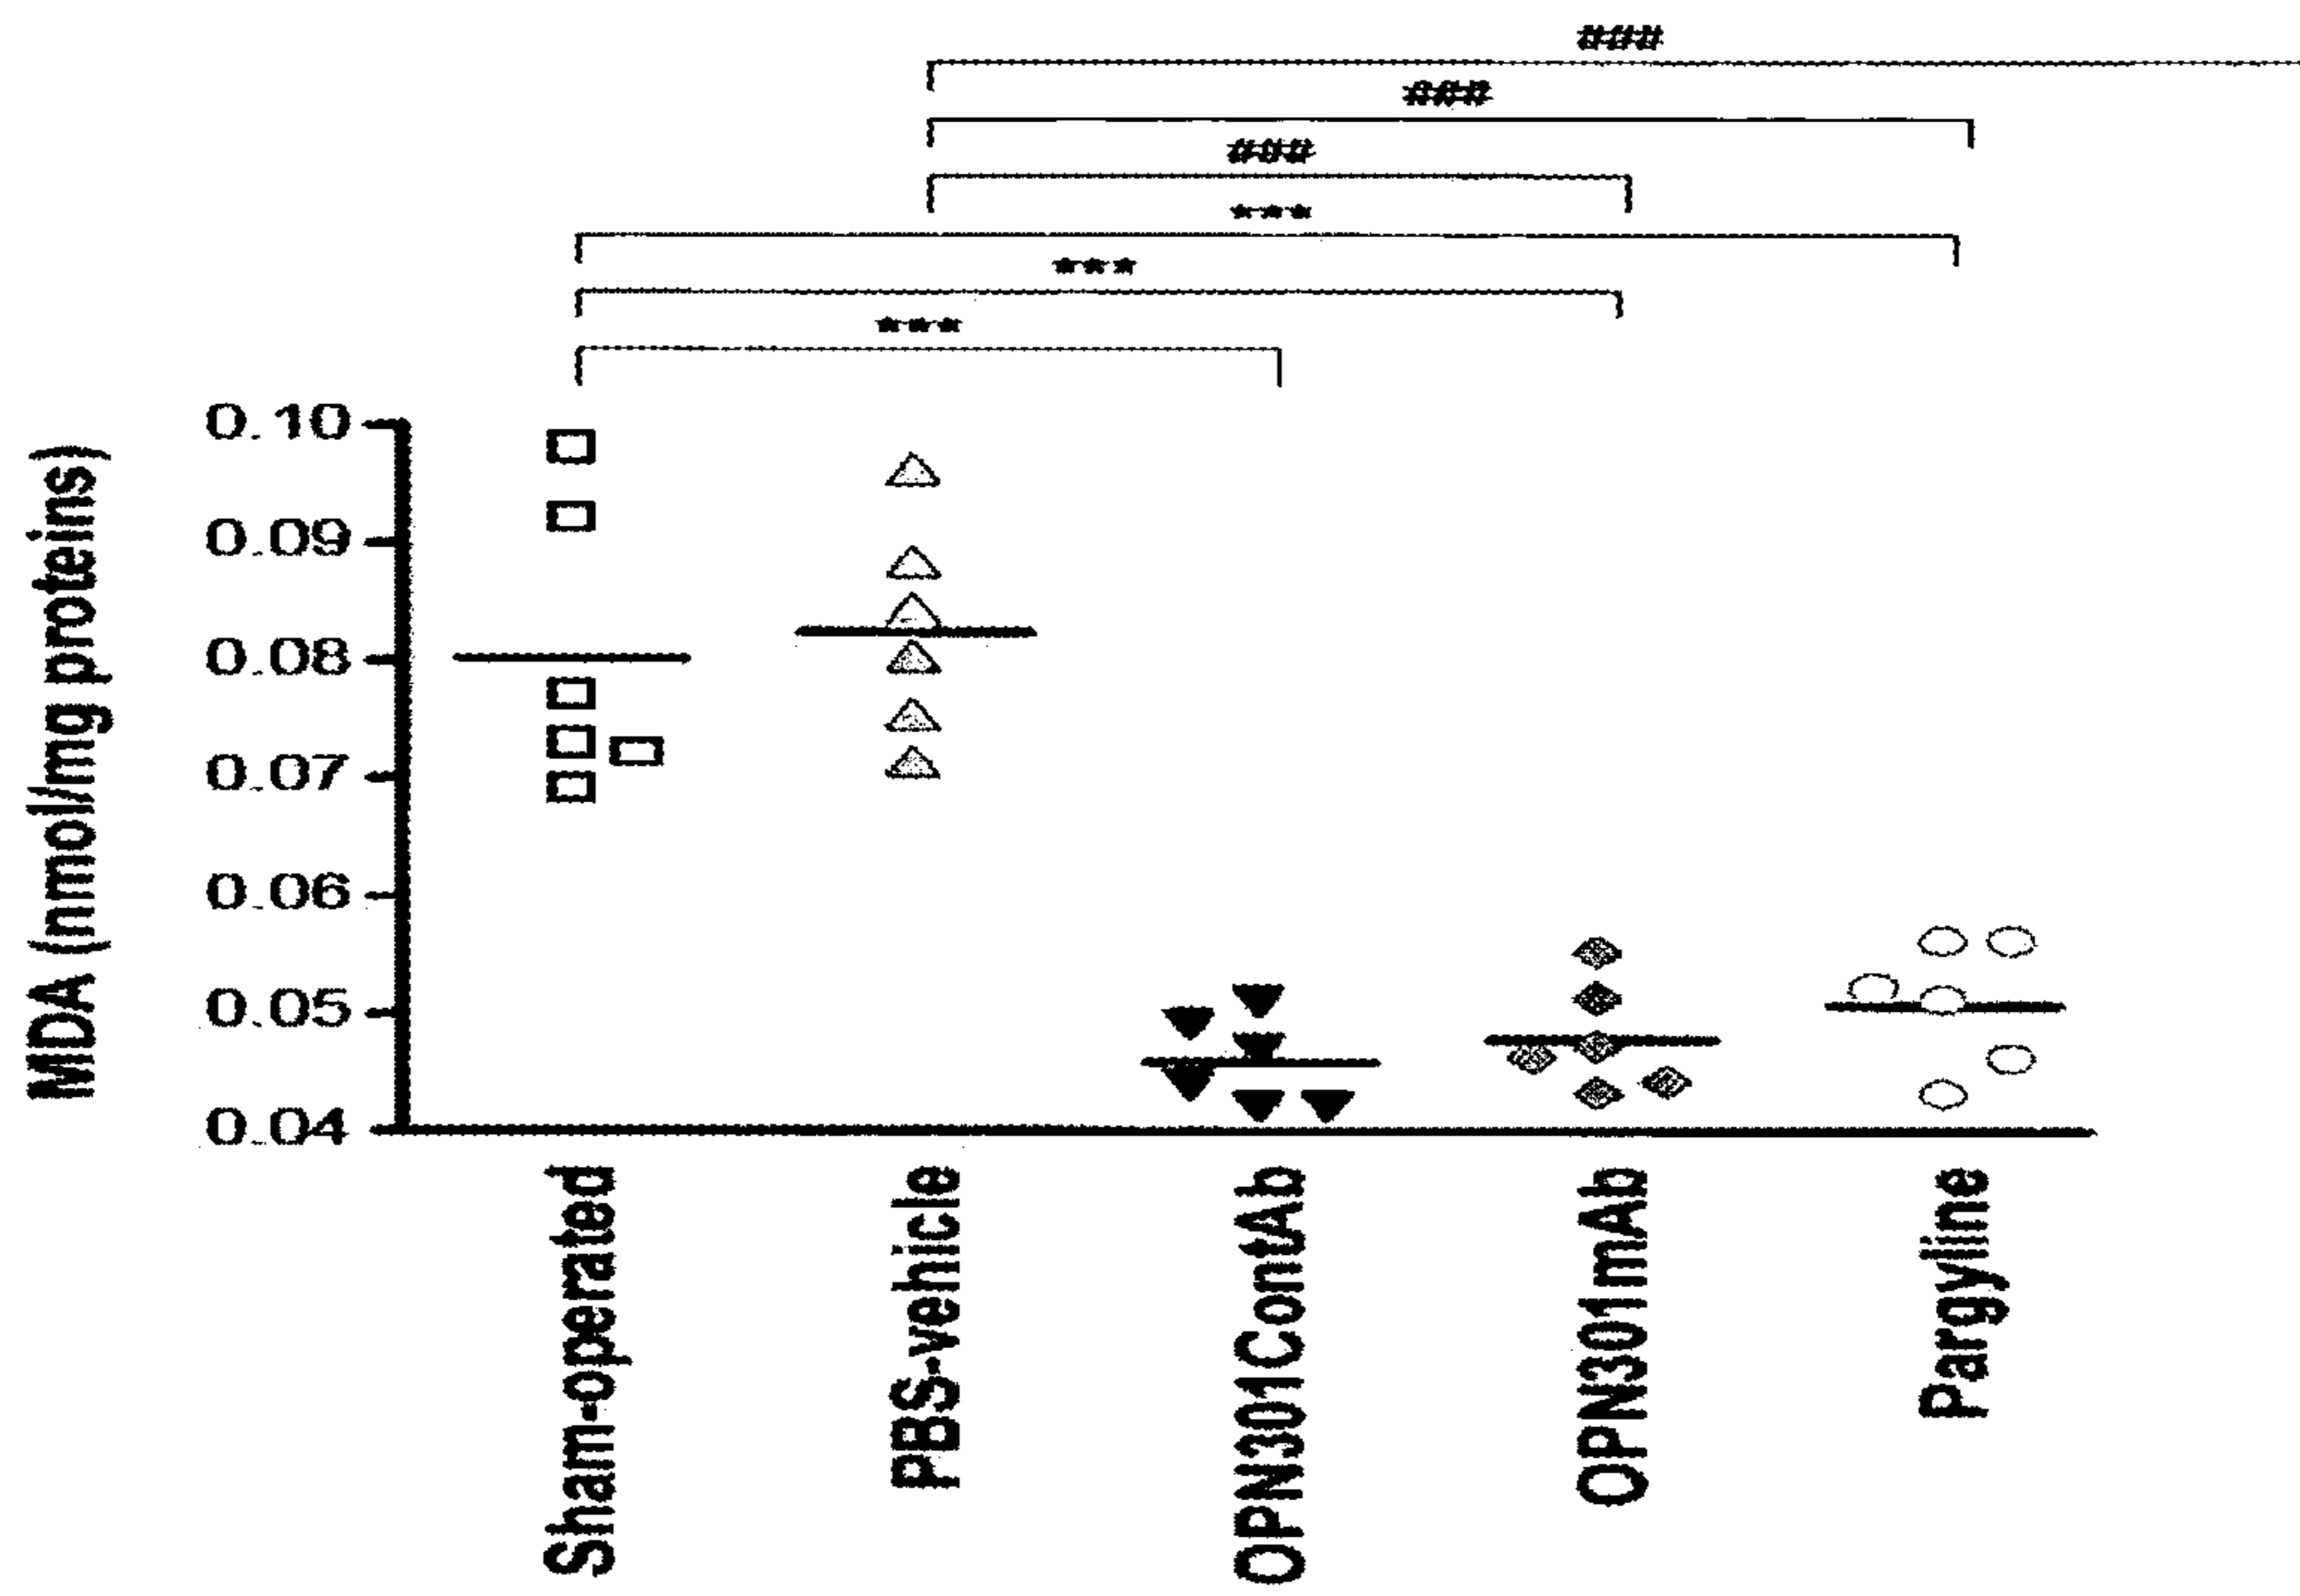 ###
###
###
***
***
***
MDA (nmol/mg proteins)
0.10
0.09
0.08
0.07
0.06
0.05
0.04
Sham-operated
PBS-vehicle
OPN301ContAb
OPN301mAb
Pargyline